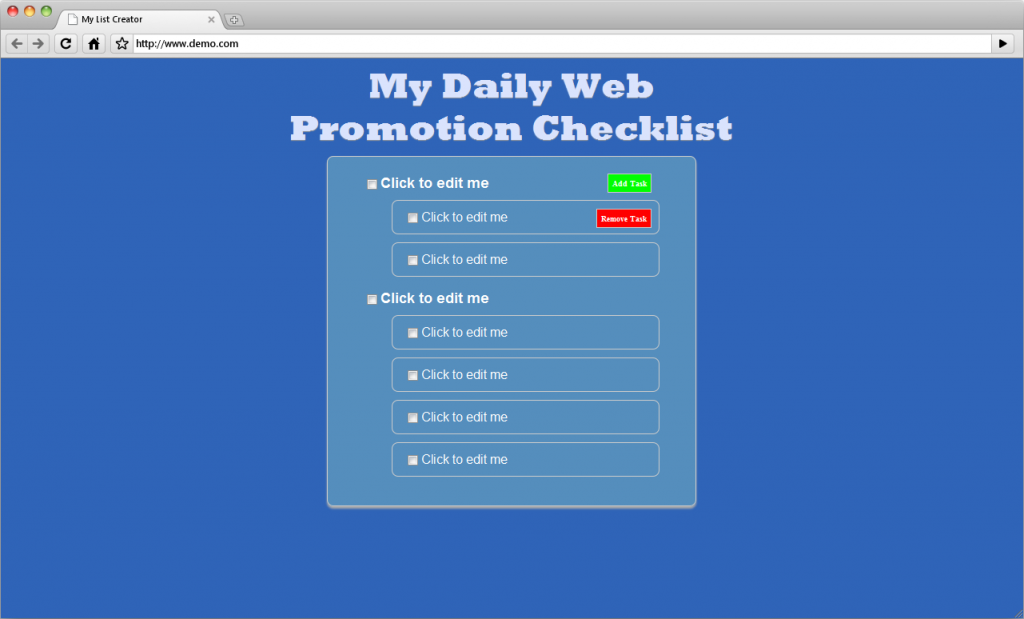 My List Creator
http://www.demo.com
My Daily Web
Promotion Checklist
Click to edit me Add Task
Click to edit me Remove Task
Click to edit me
Click to edit me
Click to edit me
Click to edit me
Click to edit me
Click to edit me